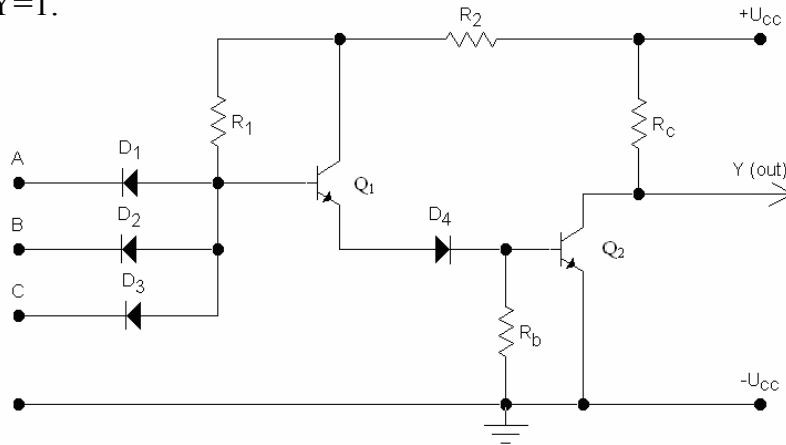 Y=1.
R2
+Ucc
R1
Rc
A
D1
Y (out)
Q1
B
D2
D4
Q2
C
D3
Rb
-Ucc